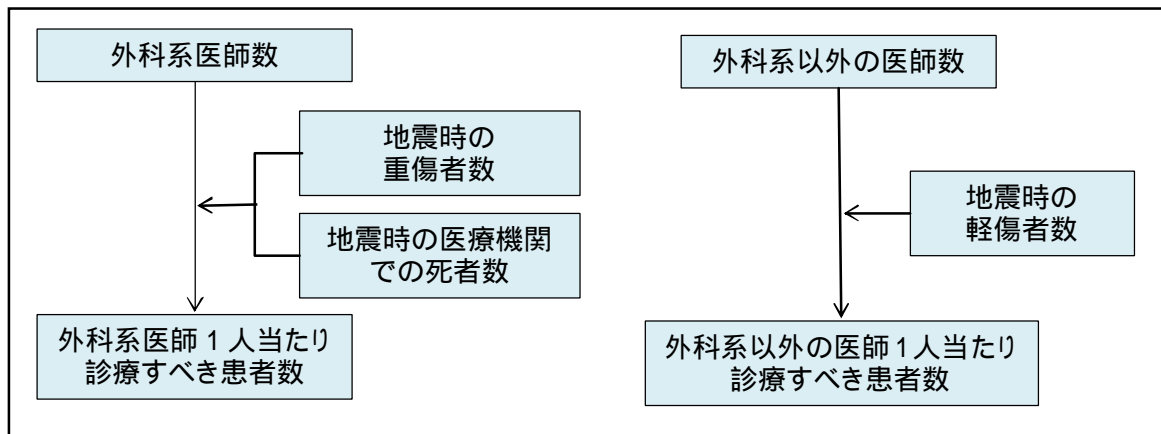 外科系医師数
地震時の
重傷者数
地震時の医療機関
での死者数
外科系医師1人当たり
診療すべき患者数
外科系以外の医師数
地震時の
軽傷者数
外科系以外の医師1人当たり
診療すべき患者数